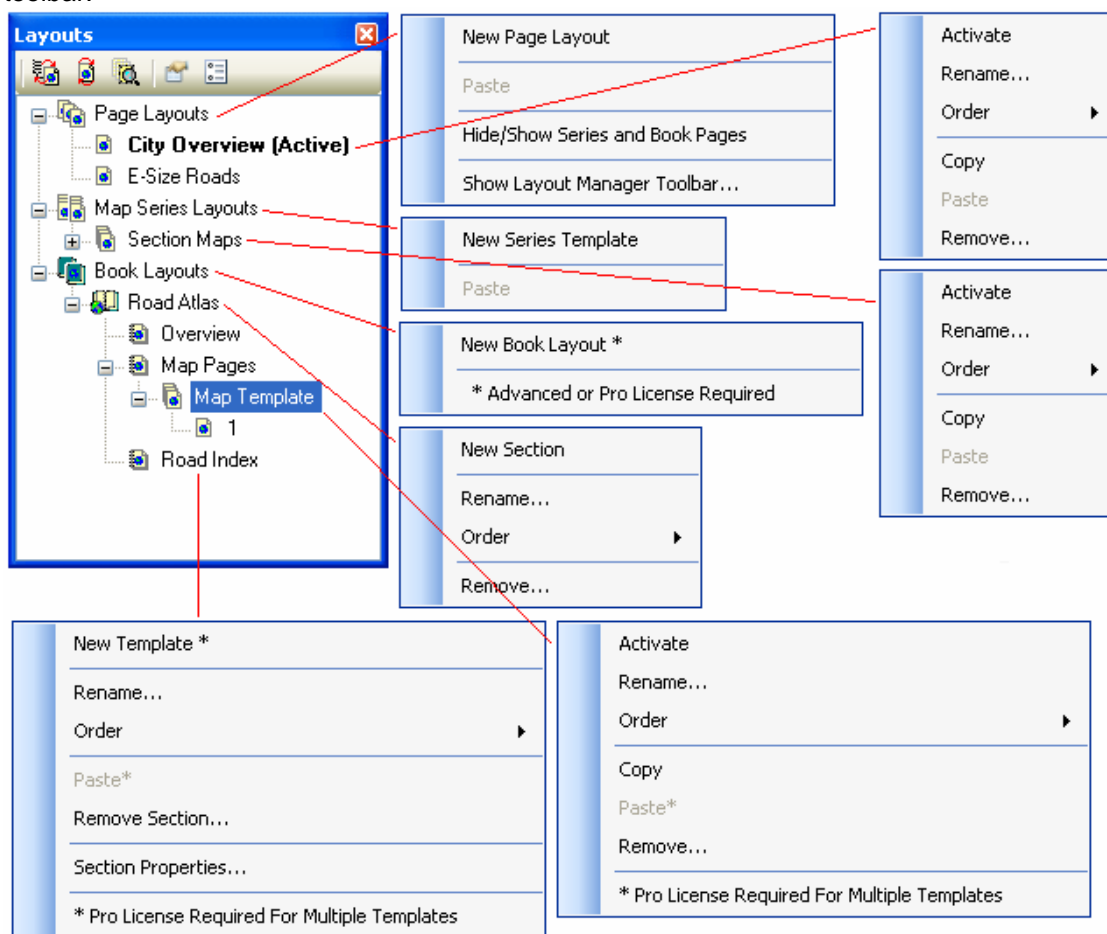 toolbar.
Layouts
Page Layouts
City Overview (Active)
E-Size Roads
Map Series Layouts
Section Maps
Book Layouts
Road Atlas
Overview
Map Pages
Map Template
1
Road Index
New Page Layout
Paste
Hide/Show Series and Book Pages
Show Layout Manager Toolbar...
New Series Template
Paste
New Book Layout *
* Advanced or Pro License Required
New Section
Rename...
Order
Remove...
Activate
Rename...
Order
Copy
Paste
Remove...
Activate
Rename...
Order
Copy
Paste
Remove...
New Template *
Rename...
Order
Paste*
Remove Section...
Section Properties...
* Pro License Required For Multiple Templates
Activate
Rename...
Order
Copy
Paste*
Remove...
* Pro License Required For Multiple Templates